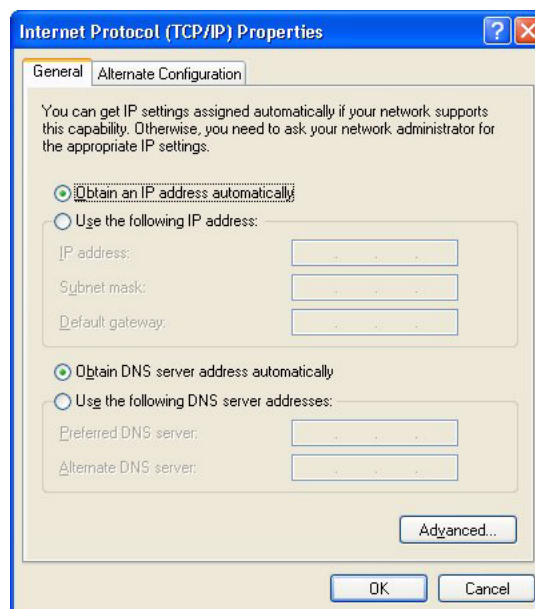 Internet Protocol (TCP/IP) Properties
General
Alternate Configuration
You can get IP settings assigned automatically if your network supports
this capability. Otherwise, you need to ask your network administrator for
the appropriate IP settings.
Obtain an IP address automatically
Use the following IP address:
IP address:
Subnet mask:
Default gateway:
Obtain DNS server address automatically
Use the following DNS server addresses:
Preferred DNS server:
Alternate DNS server:
Advanced...
OK
Cancel